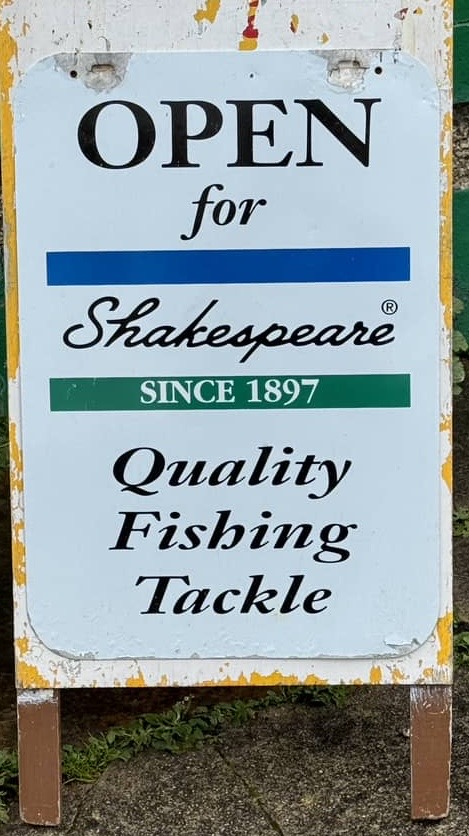 OPEN
for
Shakespeare®
SINCE 1897
Quality
Fishing
Tackle